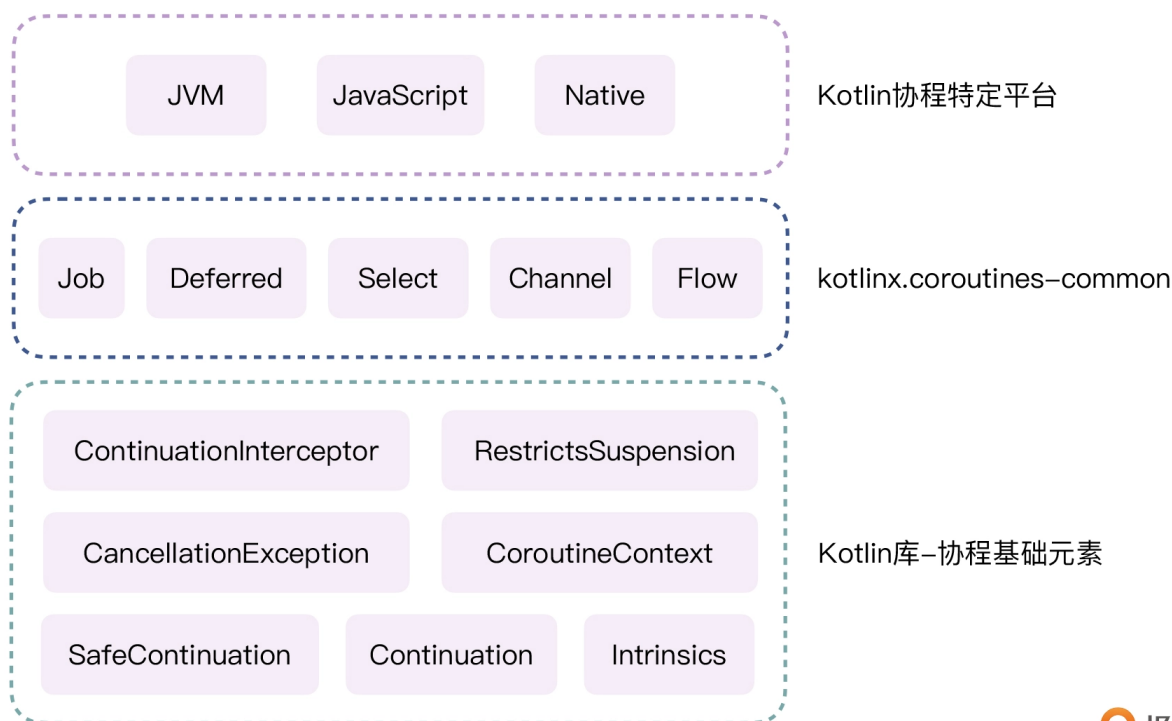 JVM JavaScript Native Kotlin协程特定平台
Job Deferred Select Channel Flow kotlinx.coroutines-common
ContinuationInterceptor RestrictsSuspension
CancellationException CoroutineContext Kotlin库-协程基础元素
SafeContinuation Continuation Intrinsics